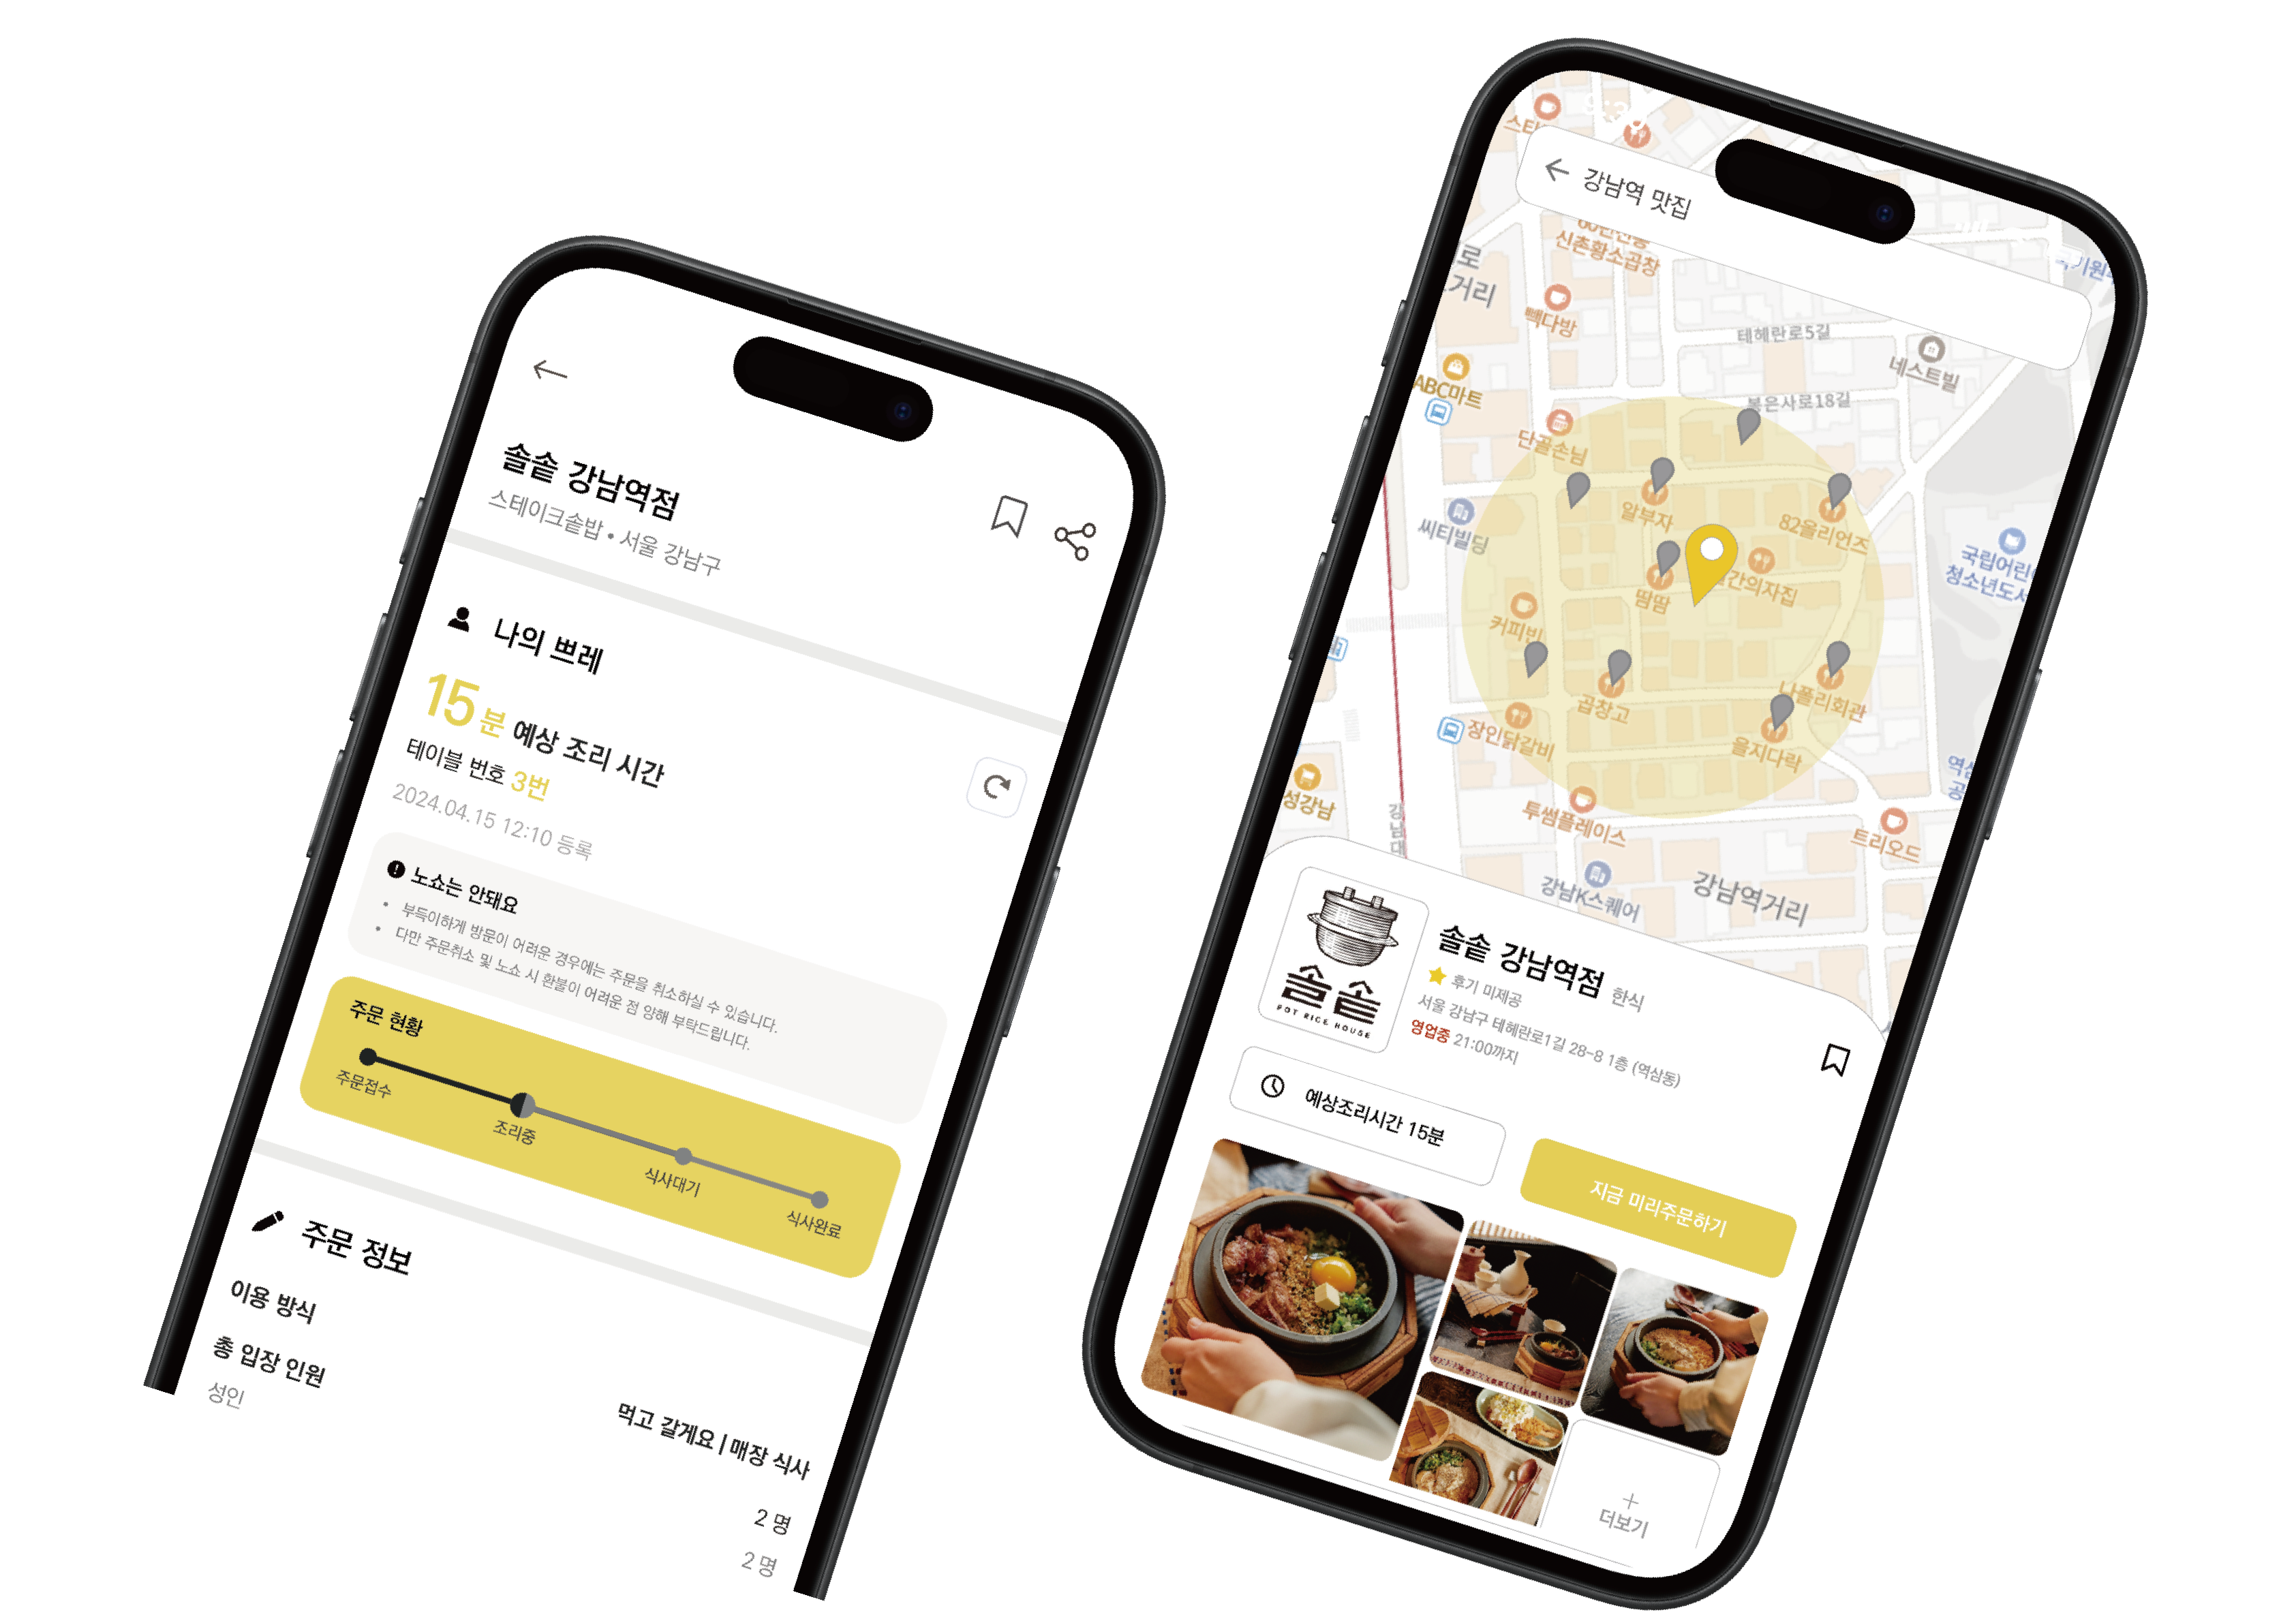 솔솥 강남역점
스테이크솥밥 • 서울 강남구
나의 쁘레
15분 예상 조리 시간
테이블 번호 3번
2024.04.15 12:10 등록
노쇼는 안돼요
• 부득이하게 방문이 어려운 경우에는 주문을 취소하실 수 있습니다.
• 다만 주문취소 및 노쇼 시 환불이 어려운 점 양해 부탁드립니다.
주문 현황
주문접수
조리중
식사대기
식사완료
주문 정보
이용 방식
먹고 갈게요 | 매장 식사
총 입장 인원
2 명
성인
2 명
강남역 맛집
신촌황소곱창
거리
빽다방
테헤란로5길
네스트빌
ABC마트
봉은사로18길
단골손님
씨티빌딩
알부자
82올리언즈
국립어린
청소년도서
땀땀
간의자집
커피빈
곱창고
나폴리회관
장인닭갈비
을지다락
성강남
투썸플레이스
트리오드
강남대
강남K스퀘어
강남역거리
솔솥
POT RICE HOUSE
솔솥 강남역점 한식
후기 미제공
서울 강남구 테헤란로1길 28-8 1층 (역삼동)
영업중 21:00까지
예상조리시간 15분
지금 미리주문하기
+
더보기